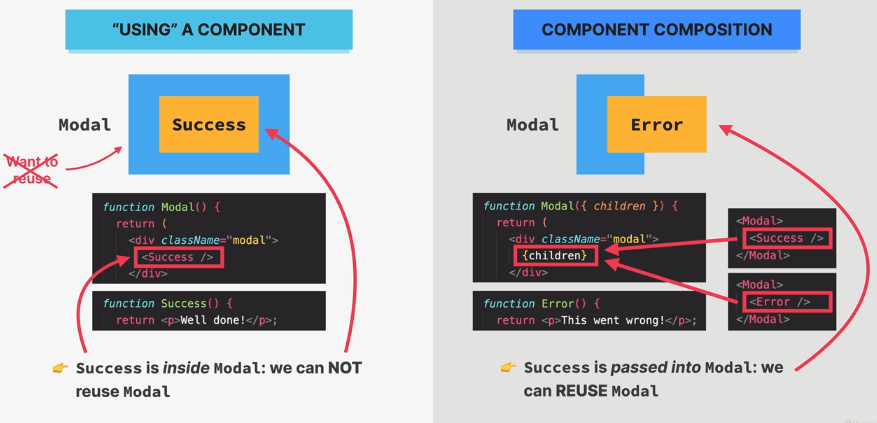 “USING” A COMPONENT
Modal
Success
Want to
reuse
function Modal() {
return (
<div className="modal">
<Success />
</div>
function Success() {
return <p>Well done!</p>;
👉 Success is inside Modal: we can NOT
reuse Modal
COMPONENT COMPOSITION
Modal
Error
function Modal({ children }) {
return (
<div className="modal">
{children}
</div>
function Error() {
return <p>This went wrong!</p>;
<Modal>
<Success />
</Modal>
<Modal>
<Error />
</Modal>
👉 Success is passed into Modal: we
can REUSE Modal